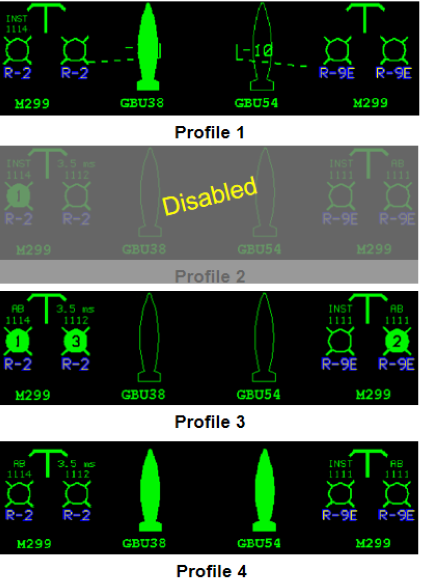 INST
1114
L-10
R-2 R-2 R-9E R-9E
M299 GBU38 GBU54 M299
Profile 1
INST 3.5 ms INST AB
1114 1112 1111 1111
1
Disabled
R-2 R-2 R-9E R-9E
M299 GBU38 GBU54 M299
Profile 2
AB 3.5 ms INST AB
1114 1112 1111 1111
1 3 2
R-2 R-2 R-9E R-9E
M299 GBU38 GBU54 M299
Profile 3
AB 3.5 ms INST AB
1114 1112 1111 1111
R-2 R-2 R-9E R-9E
M299 GBU38 GBU54 M299
Profile 4